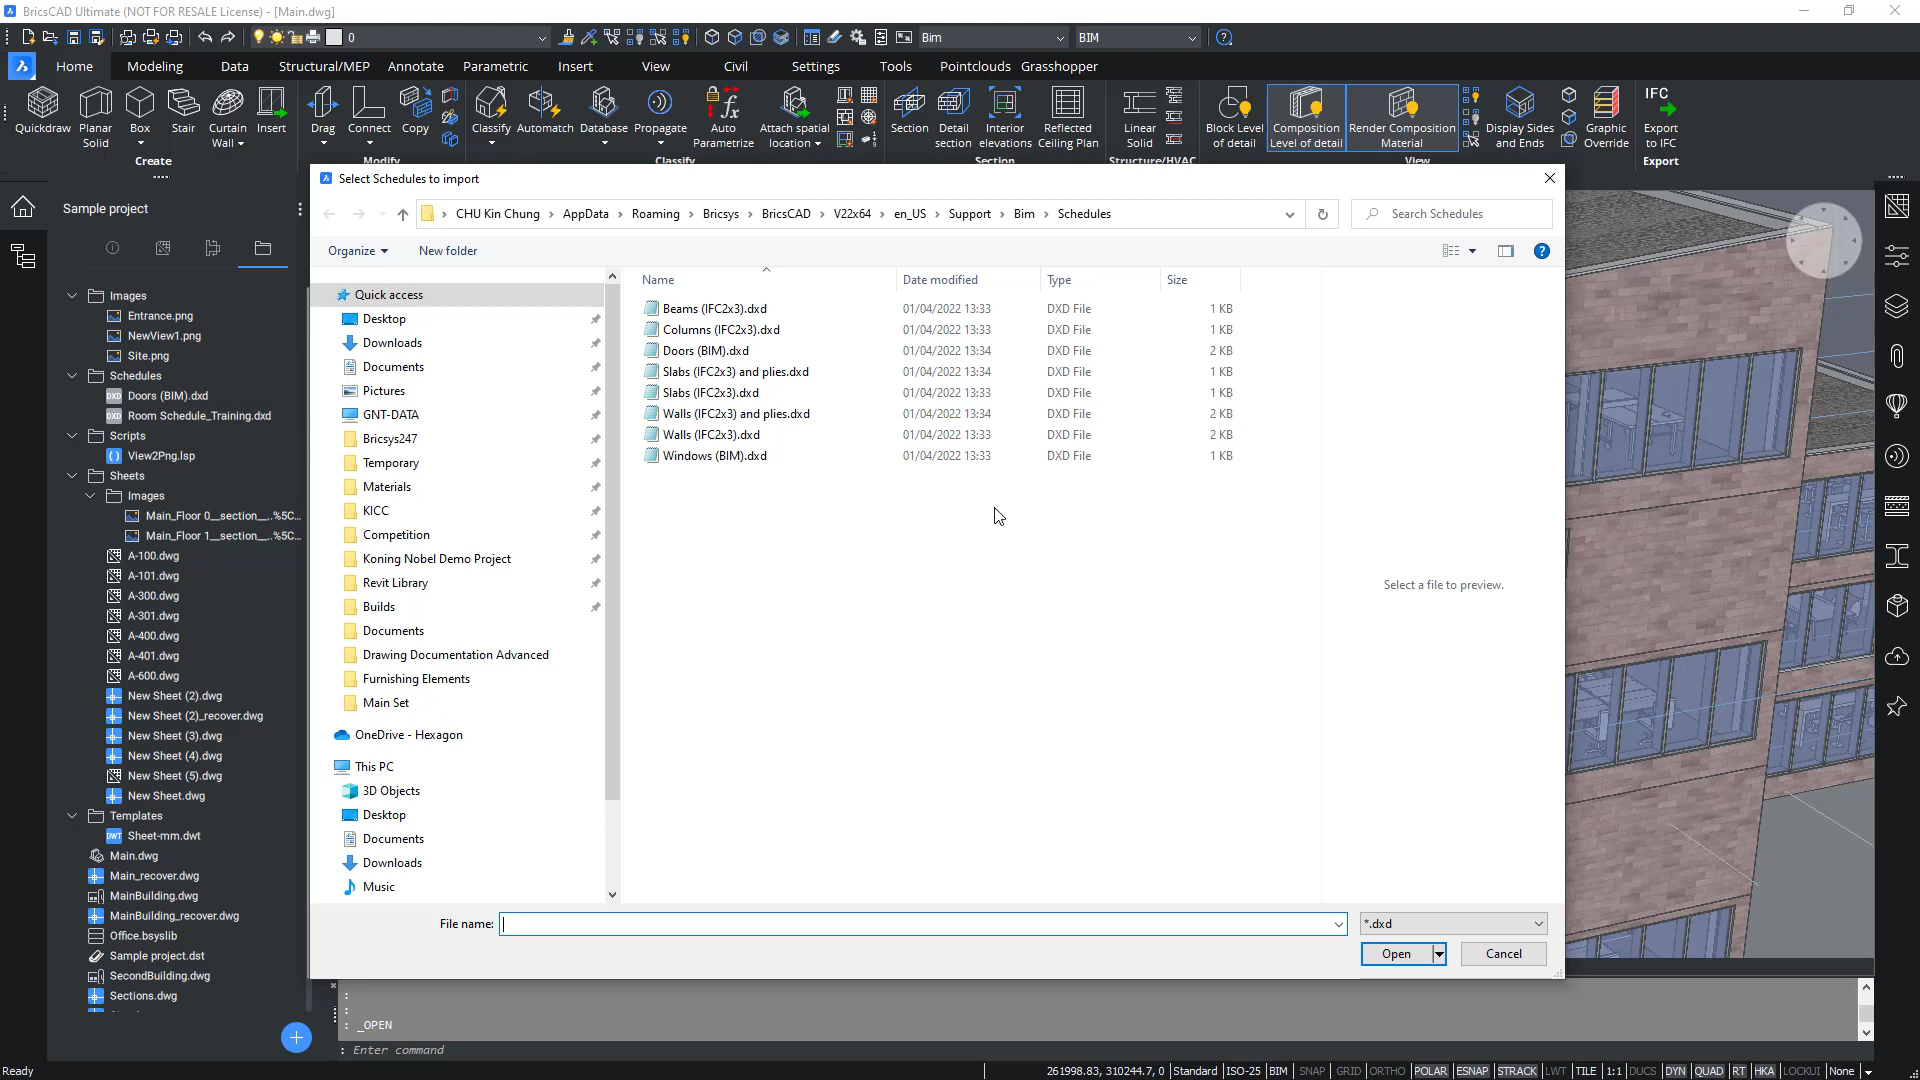 BricsCAD Ultimate (NOT FOR RESALE License) - [Main.dwg]
0 Bim BIM
Home Modeling Data Structural/MEP Annotate Parametric Insert View Civil Settings Tools Pointclouds Grasshopper
Quickdraw Planar Solid Box Stair Curtain Wall Insert
Create
Drag Connect Copy
Modify
Classify Automatch Database Propagate Auto Parametrize Attach spatial location
Classify
Section Detail section Interior elevations Reflected Ceiling Plan
Section
Linear Solid
Structure/HVAC
Block Level of detail Composition Level of detail Render Composition Material Display Sides and Ends Graphic Override
View
IFC
Export to IFC
Export
Sample project
Images
Entrance.png
NewView1.png
Site.png
Schedules
DXD Doors (BIM).dxd
DXD Room Schedule_Training.dxd
Scripts
View2Png.lsp
Sheets
Images
Main_Floor 0__section__..%5C...
Main_Floor 1__section__..%5C...
A-100.dwg
A-101.dwg
A-300.dwg
A-301.dwg
A-400.dwg
A-401.dwg
A-600.dwg
New Sheet (2).dwg
New Sheet (2)_recover.dwg
New Sheet (3).dwg
New Sheet (4).dwg
New Sheet (5).dwg
New Sheet.dwg
Templates
DWT Sheet-mm.dwt
Main.dwg
Main_recover.dwg
MainBuilding.dwg
MainBuilding_recover.dwg
Office.bsyslib
Sample project.dst
SecondBuilding.dwg
Sections.dwg
Select Schedules to import
CHU Kin Chung > AppData > Roaming > Bricsys > BricsCAD > V22x64 > en_US > Support > Bim > Schedules
Search Schedules
Organize New folder
Quick access
Desktop
Downloads
Documents
Pictures
GNT-DATA
Bricsys247
Temporary
Materials
KICC
Competition
Koning Nobel Demo Project
Revit Library
Builds
Documents
Drawing Documentation Advanced
Furnishing Elements
Main Set
OneDrive - Hexagon
This PC
3D Objects
Desktop
Documents
Downloads
Music
Name Date modified Type Size
Beams (IFC2x3).dxd 01/04/2022 13:33 DXD File 1 KB
Columns (IFC2x3).dxd 01/04/2022 13:33 DXD File 1 KB
Doors (BIM).dxd 01/04/2022 13:34 DXD File 2 KB
Slabs (IFC2x3) and plies.dxd 01/04/2022 13:34 DXD File 1 KB
Slabs (IFC2x3).dxd 01/04/2022 13:33 DXD File 1 KB
Walls (IFC2x3) and plies.dxd 01/04/2022 13:34 DXD File 2 KB
Walls (IFC2x3).dxd 01/04/2022 13:33 DXD File 2 KB
Windows (BIM).dxd 01/04/2022 13:33 DXD File 1 KB
Select a file to preview.
File name: *.dxd
Open Cancel
:
:
: _OPEN
: Enter command
Ready 261998.83, 310244.7, 0 Standard ISO-25 BIM SNAP GRID ORTHO POLAR ESNAP STRACK LWT TILE 1:1 DUCS DYN QUAD RT HKA LOCKUI None